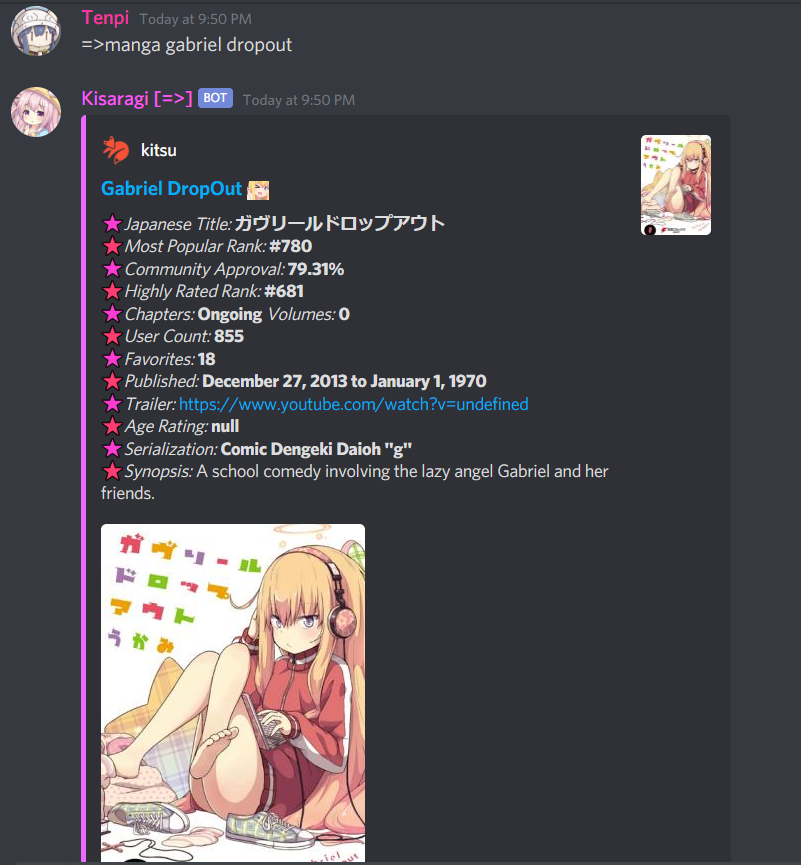 Tenpi Today at 9:50 PM
=>manga gabriel dropout
Kisaragi [=>] BOT Today at 9:50 PM
kitsu
Gabriel DropOut
Japanese Title: ガヴリールドロップアウト
Most Popular Rank: #780
Community Approval: 79.31%
Highly Rated Rank: #681
Chapters: Ongoing Volumes: 0
User Count: 855
Favorites: 18
Published: December 27, 2013 to January 1, 1970
Trailer: https://www.youtube.com/watch?v=undefined
Age Rating: null
Serialization: Comic Dengeki Daioh "g"
Synopsis: A school comedy involving the lazy angel Gabriel and her
friends.
ガヴリール
ドロップ
アウト
うかみ